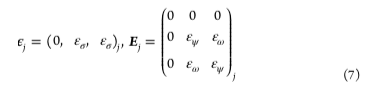 ϵ_j = (0, ε_σ, ε_σ)_j, E_j = ( 0 0 0
0 ε_ψ ε_ω
0 ε_ω ε_ψ )_j
(7)